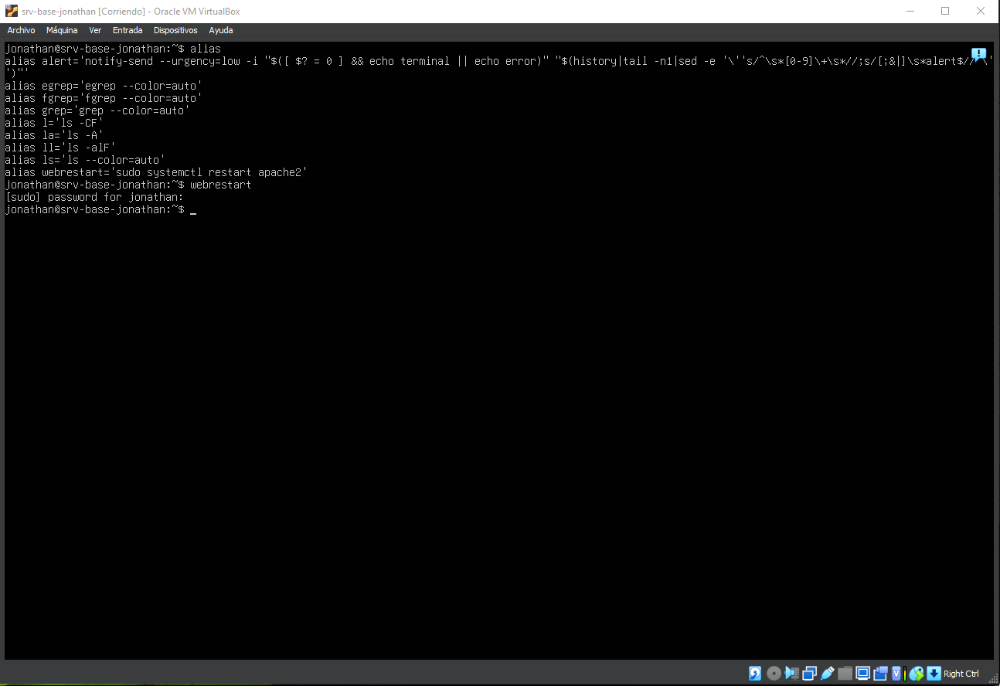 srv-base-jonathan [Corriendo] - Oracle VM VirtualBox
Archivo Máquina Ver Entrada Dispositivos Ayuda
jonathan@srv-base-jonathan:~$ alias
alias alert='notify-send --urgency=low -i "$([ $? = 0 ] && echo terminal || echo error)" "$(history|tail -n1|sed -e '\''s/^\s*[0-9]\+\s*//;s/[;&|]\s*alert$//'\'
')"'
alias egrep='egrep --color=auto'
alias fgrep='fgrep --color=auto'
alias grep='grep --color=auto'
alias l='ls -CF'
alias la='ls -A'
alias ll='ls -alF'
alias ls='ls --color=auto'
alias webrestart='sudo systemctl restart apache2'
jonathan@srv-base-jonathan:~$ webrestart
[sudo] password for jonathan:
jonathan@srv-base-jonathan:~$ _
Right Ctrl